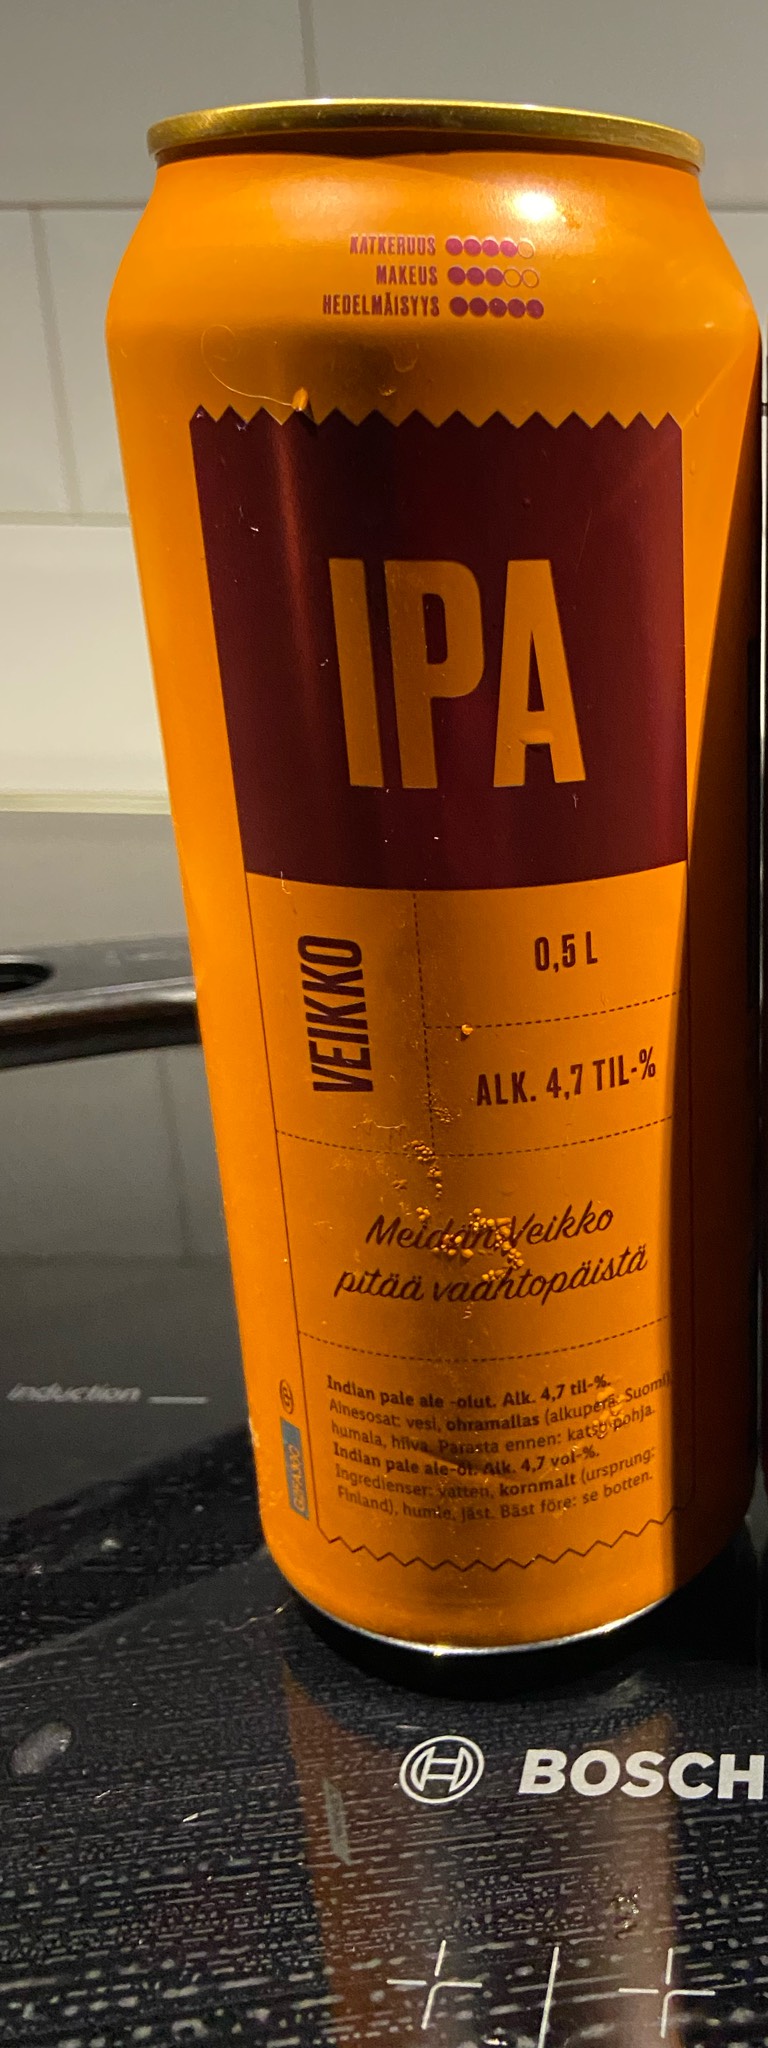 KATKERUUS
MAKEUS
HEDELMÄISYYS
IPA
VEIKKO
0,5 L
ALK. 4,7 TIL-%
Meidän Veikko
pitää vaahtopäistä
Indian pale ale -olut. Alk. 4,7 til-%.
Ainesosat: vesi, ohramallas (alkuperä: Suomi),
humala, hiiva. Parasta ennen: katso pohja.
Indian pale ale-öl. Alk. 4,7 vol-%.
Ingredienser: vatten, kornmalt (ursprung:
Finland), humle, jäst. Bäst före: se botten.
induction
BOSCH